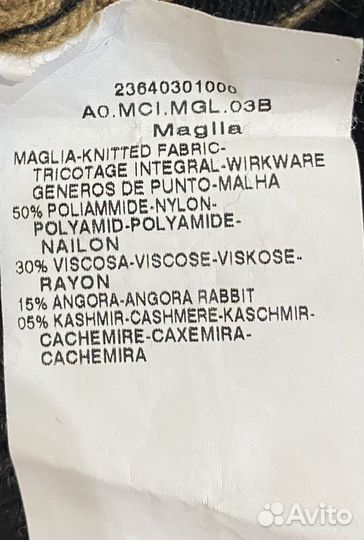 23640301000
A0.MCI.MGL.03B
Maglia
MAGLIA-KNITTED FABRIC-
TRICOTAGE INTEGRAL-WIRKWARE
GENEROS DE PUNTO-MALHA
50% POLIAMMIDE-NYLON-
POLYAMID-POLYAMIDE-
NAILON
30% VISCOSA-VISCOSE-VISKOSE-
RAYON
15% ANGORA-ANGORA RABBIT
05% KASHMIR-CASHMERE-KASCHMIR-
CACHEMIRE-CAXEMIRA-
CACHEMIRA
Avito